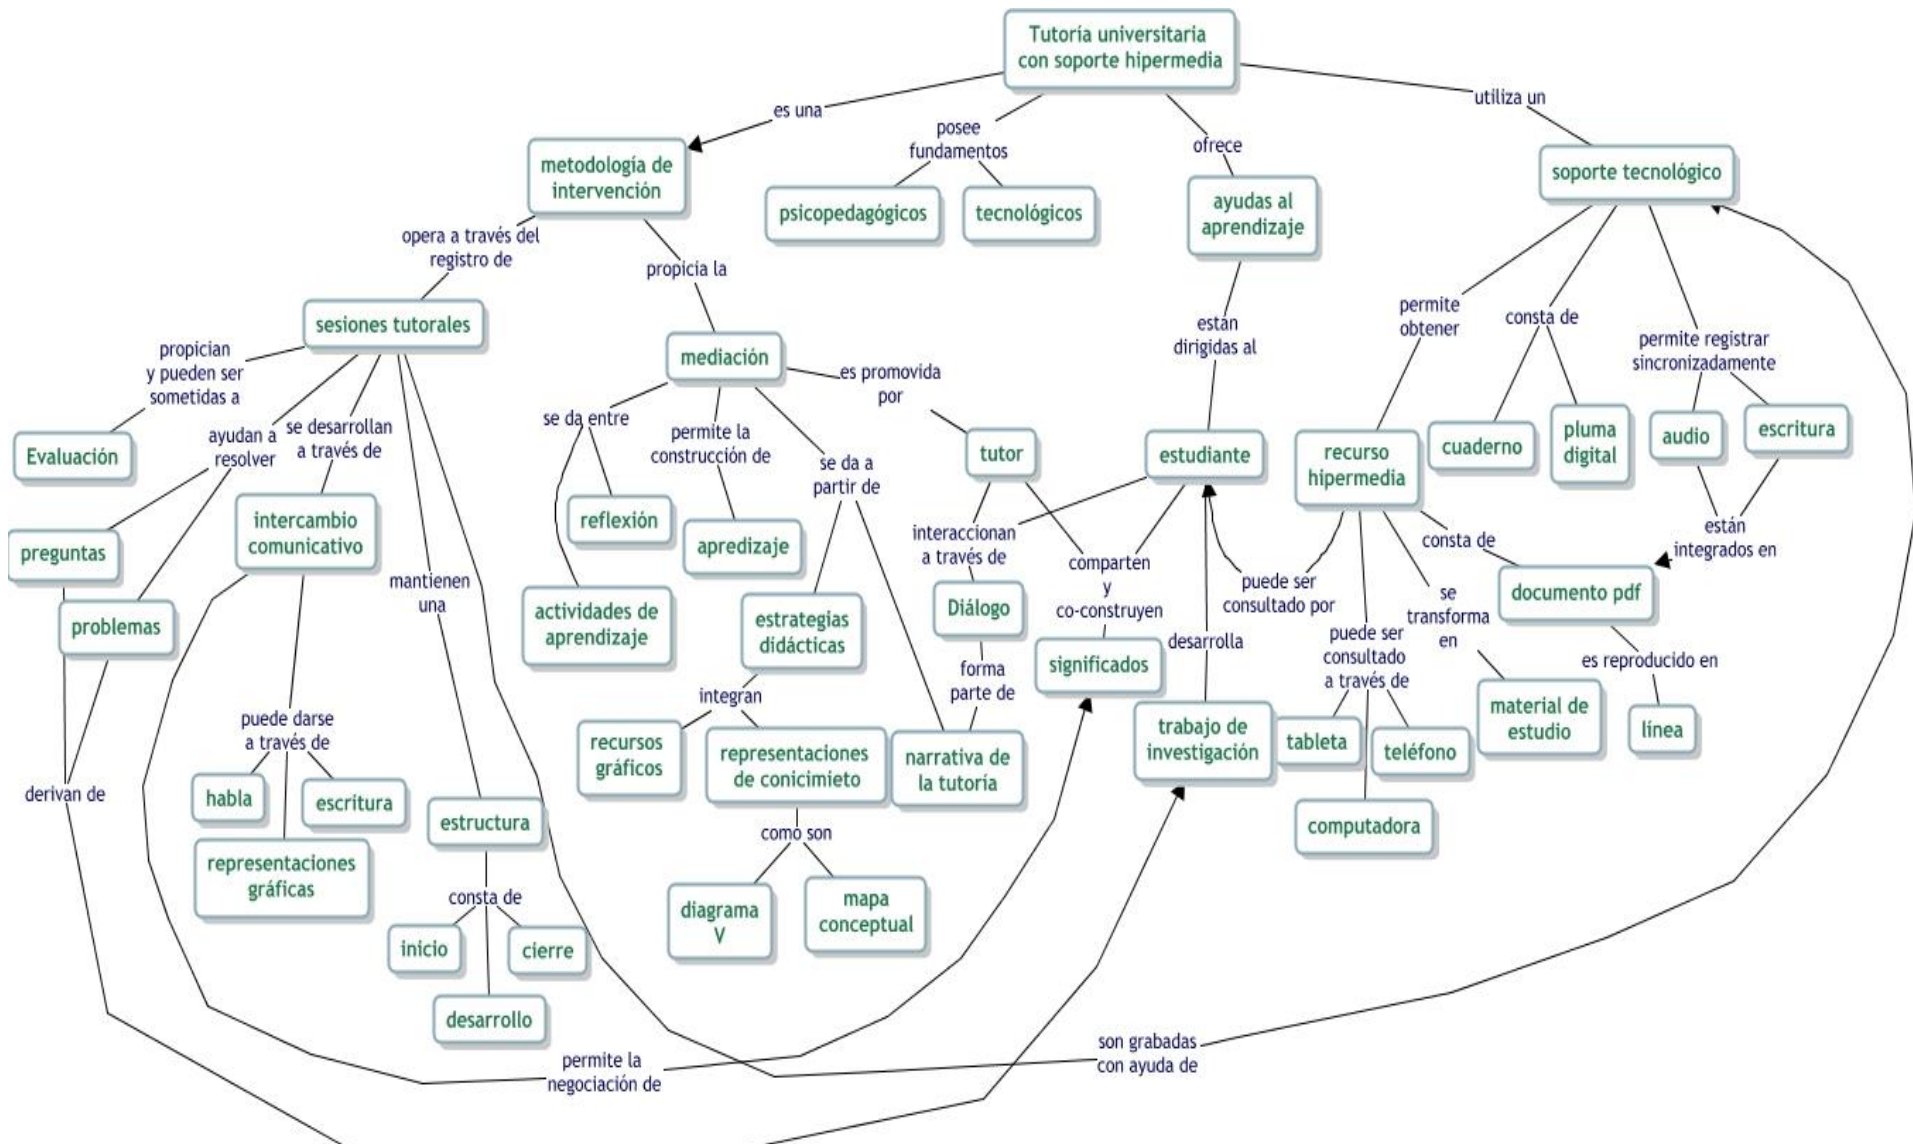 Tutoría universitaria
con soporte hipermedia
es una
posee
fundamentos
ofrece
utiliza un
metodología de
intervención
psicopedagógicos
tecnológicos
ayudas al
aprendizaje
soporte tecnológico
opera a través del
registro de
propicia la
están
dirigidas al
permite
obtener
consta de
permite registrar
sincronizadamente
sesiones tutorales
mediación
propician
y pueden ser
sometidas a
es promovida
por
Evaluación
ayudan a
resolver
se desarrollan
a través de
se da entre
permite la
construcción de
se da a
partir de
tutor
estudiante
recurso
hipermedia
cuaderno
pluma
digital
audio
escritura
preguntas
intercambio
comunicativo
mantienen
una
reflexión
apredizaje
interaccionan
a través de
comparten
y
co-construyen
puede ser
consultado por
consta de
están
integrados en
problemas
actividades de
aprendizaje
estrategias
didácticas
Diálogo
significados
desarrolla
puede ser
consultado
a través de
se
transforma
en
documento pdf
es reproducido en
forma
parte de
integran
puede darse
a través de
recursos
gráficos
representaciones
de conicimieto
narrativa de
la tutoría
trabajo de
investigación
tableta
teléfono
material de
estudio
línea
derivan de
habla
escritura
representaciones
gráficas
estructura
como son
computadora
consta de
diagrama
V
mapa
conceptual
inicio
cierre
desarrollo
permite la
negociación de
son grabadas
con ayuda de